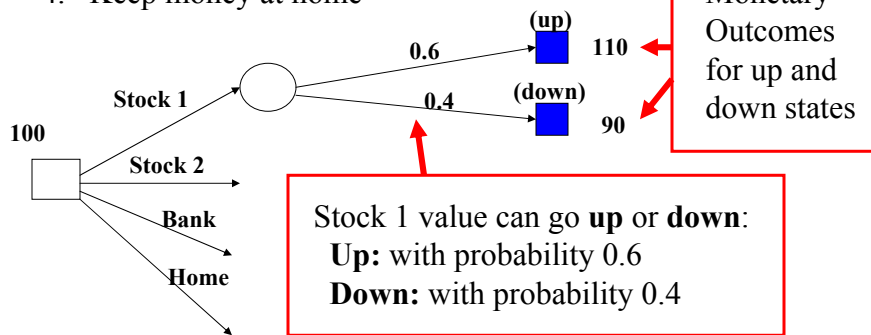 4. Keep money at home
Monetary
Outcomes
for up and
down states
(up)
0.6
110
Stock 1
0.4
(down)
90
100
Stock 2
Bank
Home
Stock 1 value can go up or down:
Up: with probability 0.6
Down: with probability 0.4